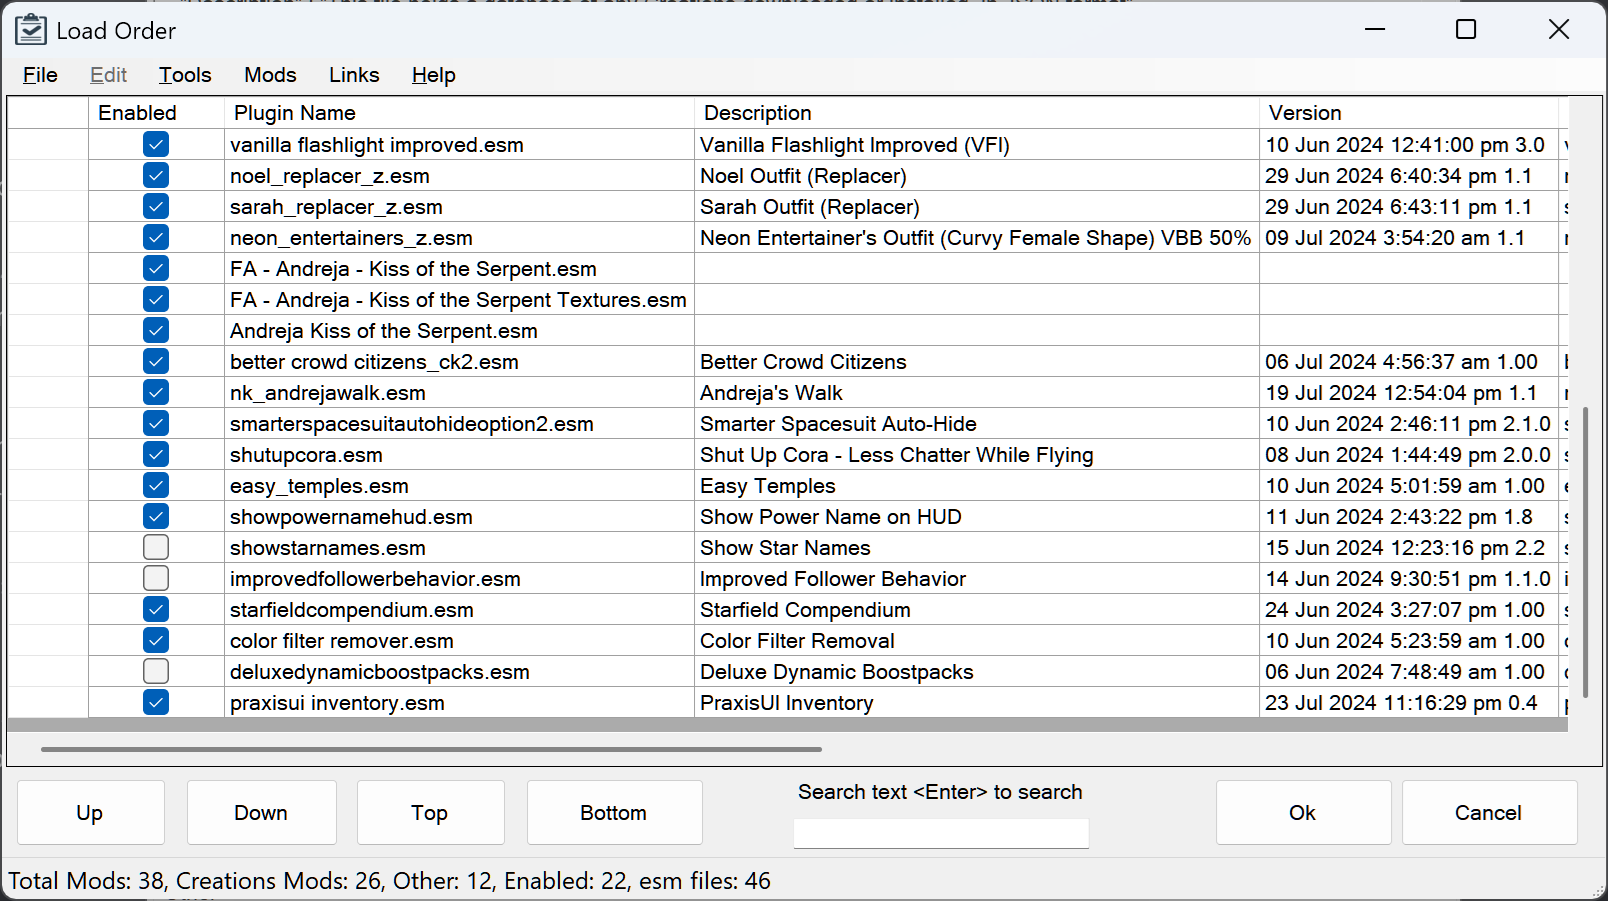 Load Order
File Edit Tools Mods Links Help
Enabled Plugin Name Description Version
vanilla flashlight improved.esm Vanilla Flashlight Improved (VFI) 10 Jun 2024 12:41:00 pm 3.0
noel_replacer_z.esm Noel Outfit (Replacer) 29 Jun 2024 6:40:34 pm 1.1
sarah_replacer_z.esm Sarah Outfit (Replacer) 29 Jun 2024 6:43:11 pm 1.1
neon_entertainers_z.esm Neon Entertainer's Outfit (Curvy Female Shape) VBB 50% 09 Jul 2024 3:54:20 am 1.1
FA - Andreja - Kiss of the Serpent.esm
FA - Andreja - Kiss of the Serpent Textures.esm
Andreja Kiss of the Serpent.esm
better crowd citizens_ck2.esm Better Crowd Citizens 06 Jul 2024 4:56:37 am 1.00
nk_andrejawalk.esm Andreja's Walk 19 Jul 2024 12:54:04 pm 1.1
smarterspacesuitautohideoption2.esm Smarter Spacesuit Auto-Hide 10 Jun 2024 2:46:11 pm 2.1.0
shutupcora.esm Shut Up Cora - Less Chatter While Flying 08 Jun 2024 1:44:49 pm 2.0.0
easy_temples.esm Easy Temples 10 Jun 2024 5:01:59 am 1.00
showpowernamehud.esm Show Power Name on HUD 11 Jun 2024 2:43:22 pm 1.8
showstarnames.esm Show Star Names 15 Jun 2024 12:23:16 pm 2.2
improvedfollowerbehavior.esm Improved Follower Behavior 14 Jun 2024 9:30:51 pm 1.1.0
starfieldcompendium.esm Starfield Compendium 24 Jun 2024 3:27:07 pm 1.00
color filter remover.esm Color Filter Removal 10 Jun 2024 5:23:59 am 1.00
deluxedynamicboostpacks.esm Deluxe Dynamic Boostpacks 06 Jun 2024 7:48:49 am 1.00
praxisui inventory.esm PraxisUI Inventory 23 Jul 2024 11:16:29 pm 0.4
Search text <Enter> to search
Up Down Top Bottom Ok Cancel
Total Mods: 38, Creations Mods: 26, Other: 12, Enabled: 22, esm files: 46